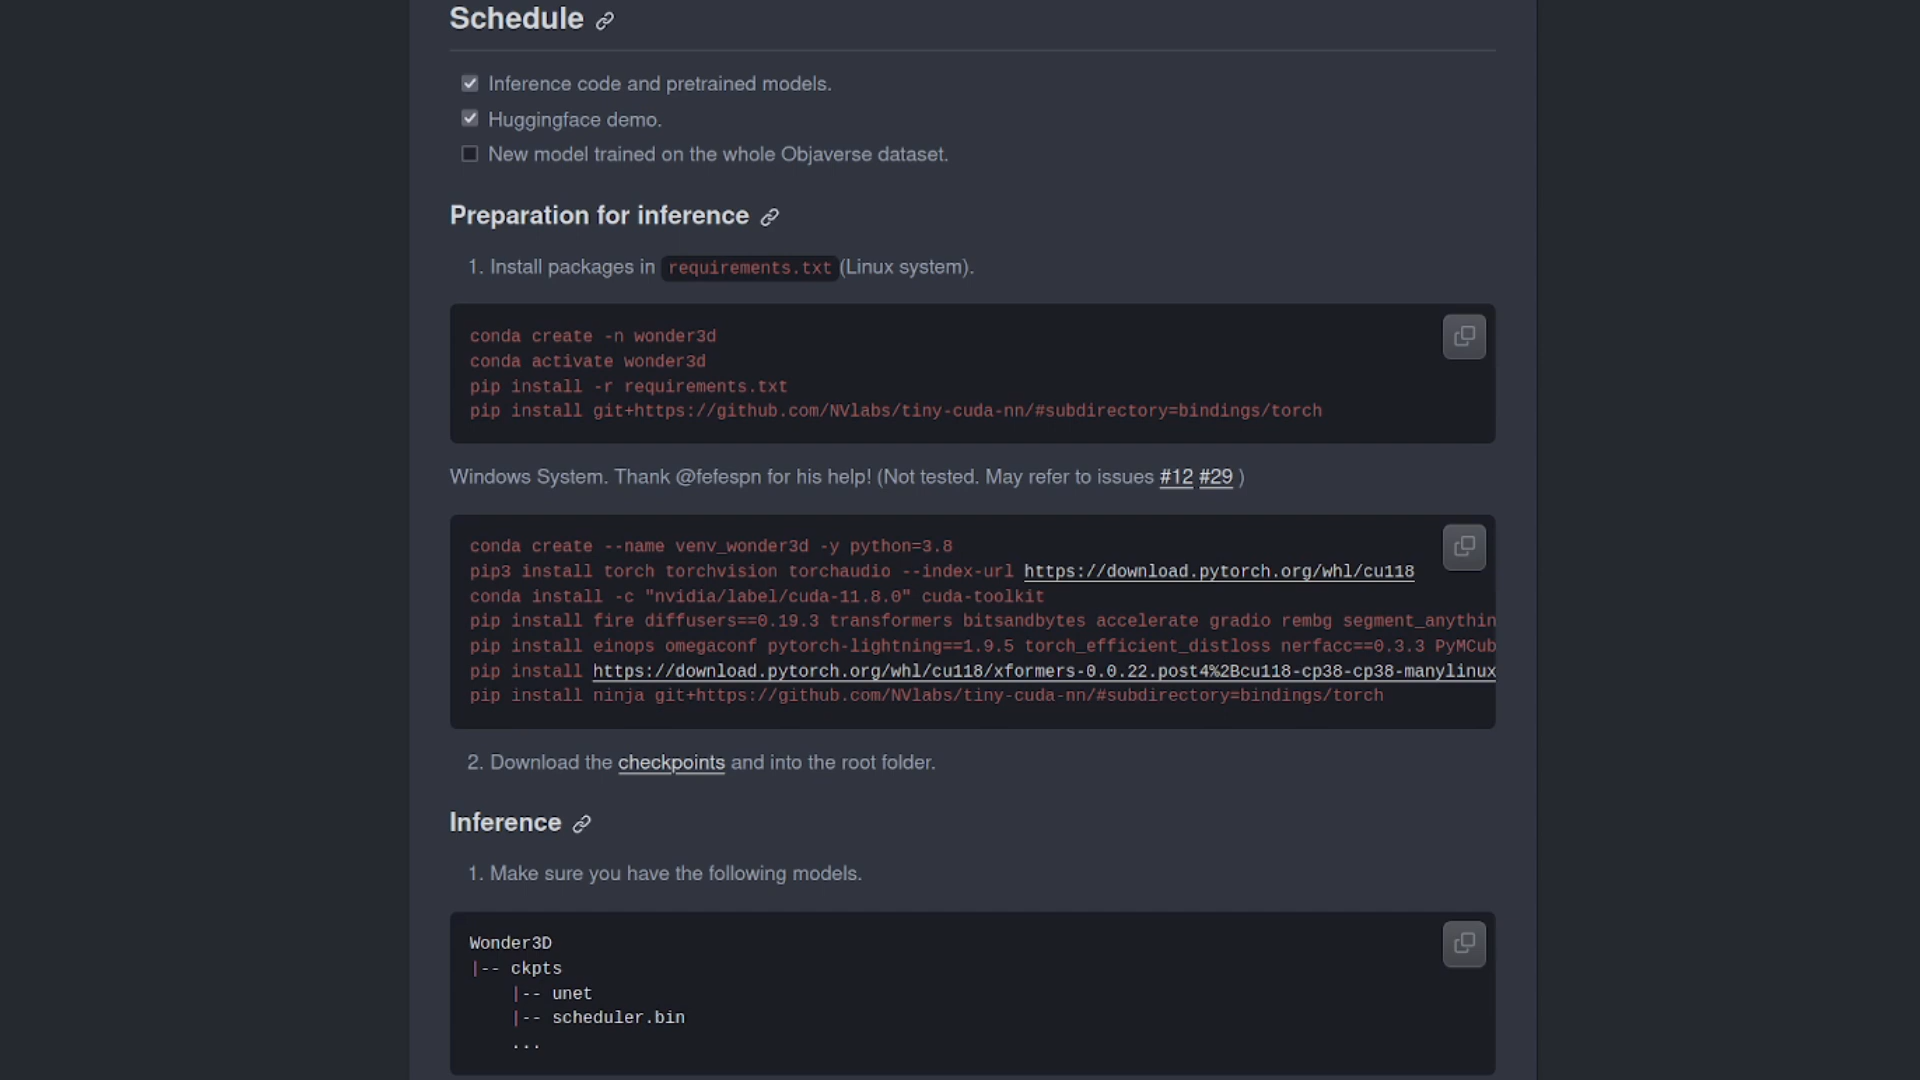 Schedule
Inference code and pretrained models.
Huggingface demo.
New model trained on the whole Objaverse dataset.
Preparation for inference
1. Install packages in requirements.txt (Linux system).
conda create -n wonder3d
conda activate wonder3d
pip install -r requirements.txt
pip install git+https://github.com/NVlabs/tiny-cuda-nn/#subdirectory=bindings/torch
Windows System. Thank @fefespn for his help! (Not tested. May refer to issues #12 #29 )
conda create --name venv_wonder3d -y python=3.8
pip3 install torch torchvision torchaudio --index-url https://download.pytorch.org/whl/cu118
conda install -c "nvidia/label/cuda-11.8.0" cuda-toolkit
pip install fire diffusers==0.19.3 transformers bitsandbytes accelerate gradio rembg segment_anythin
pip install einops omegaconf pytorch-lightning==1.9.5 torch_efficient_distloss nerfacc==0.3.3 PyMCub
pip install https://download.pytorch.org/whl/cu118/xformers-0.0.22.post4%2Bcu118-cp38-cp38-manylinux
pip install ninja git+https://github.com/NVlabs/tiny-cuda-nn/#subdirectory=bindings/torch
2. Download the checkpoints and into the root folder.
Inference
1. Make sure you have the following models.
Wonder3D
|-- ckpts
    |-- unet
    |-- scheduler.bin
    ...